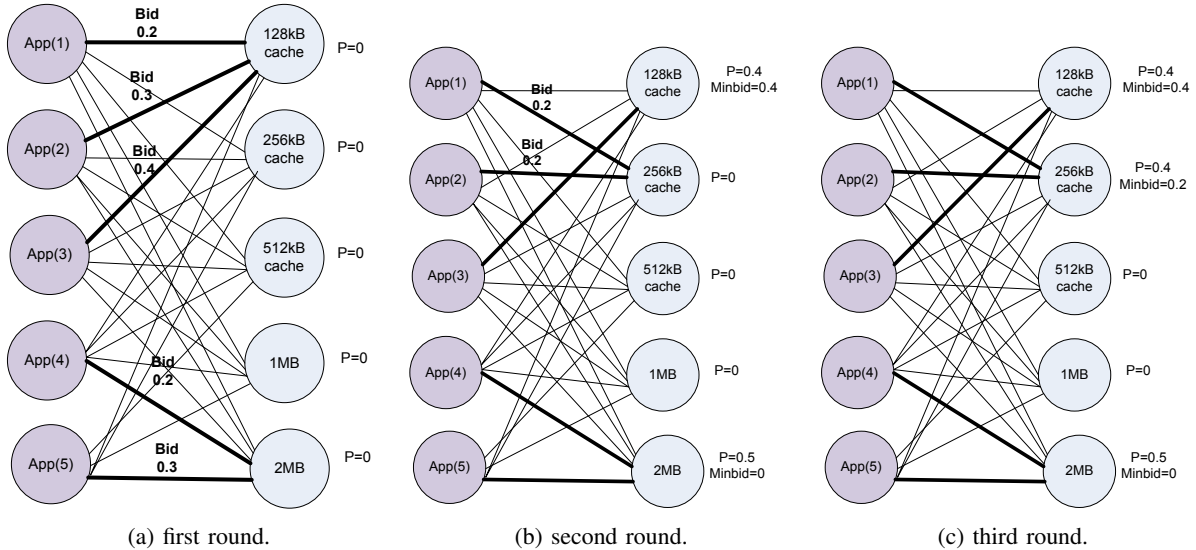 Bid
0.2
App(1)
128kB
cache
P=0
Bid
0.3
App(2)
256kB
cache
P=0
Bid
0.4
App(3)
512kB
cache
P=0
App(4)
Bid
0.2
1MB
P=0
App(5)
Bid
0.3
2MB
P=0
(a) first round.
App(1)
Bid
0.2
128kB
cache
P=0.4
Minbid=0.4
App(2)
Bid
0.2
256kB
cache
P=0
App(3)
512kB
cache
P=0
App(4)
1MB
P=0
App(5)
2MB
P=0.5
Minbid=0
(b) second round.
App(1)
128kB
cache
P=0.4
Minbid=0.4
App(2)
256kB
cache
P=0.4
Minbid=0.2
App(3)
512kB
cache
P=0
App(4)
1MB
P=0
App(5)
2MB
P=0.5
Minbid=0
(c) third round.